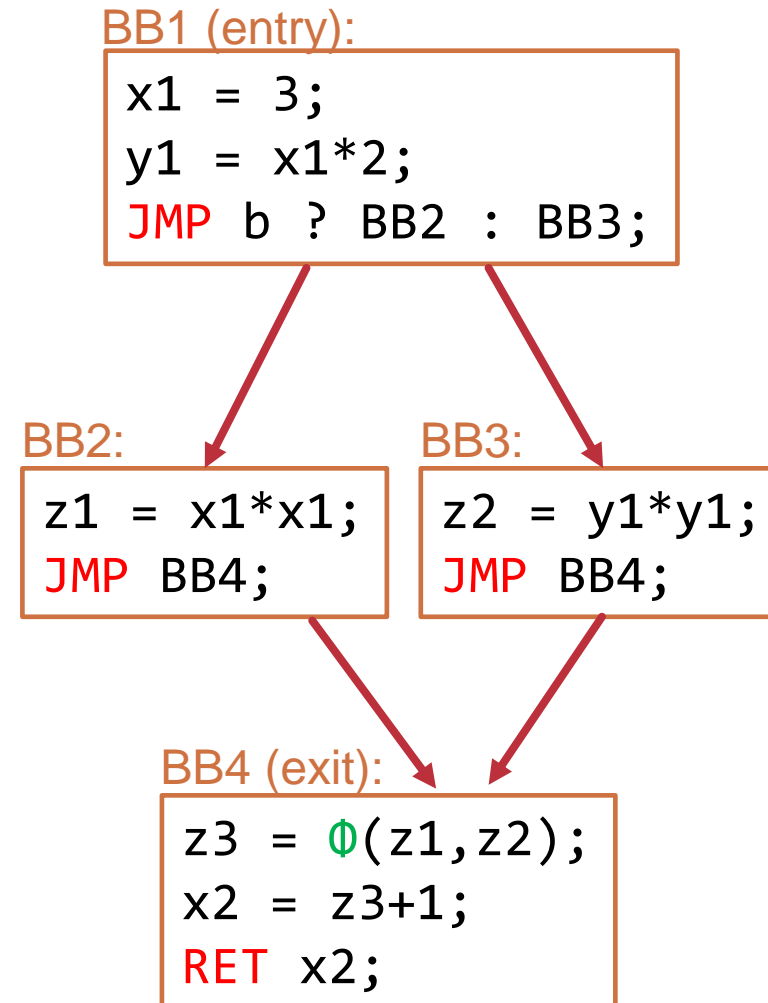 BB1 (entry):
x1 = 3;
y1 = x1*2;
JMP b ? BB2 : BB3;
BB2:
z1 = x1*x1;
JMP BB4;
BB3:
z2 = y1*y1;
JMP BB4;
BB4 (exit):
z3 = Φ(z1,z2);
x2 = z3+1;
RET x2;